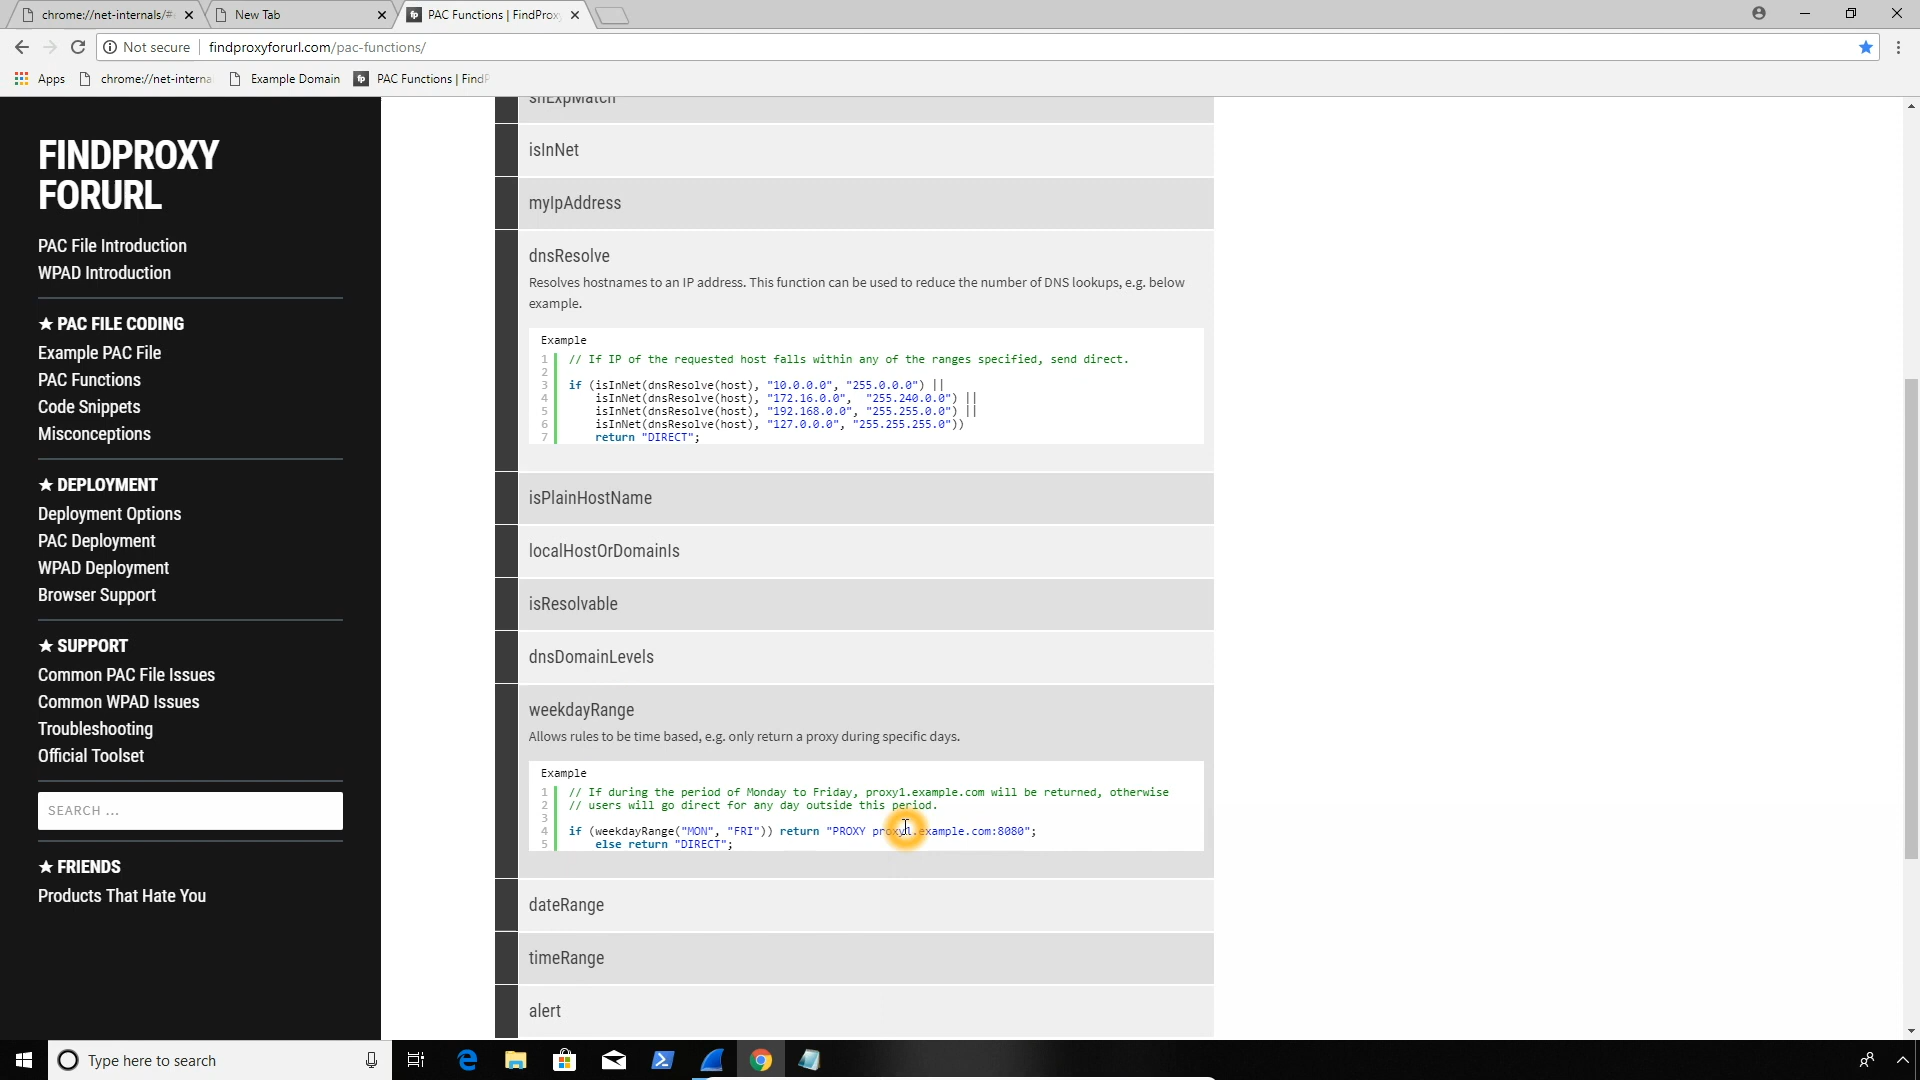 chrome://net-internals/#
New Tab
PAC Functions | FindProxy
Not secure
findproxyforurl.com/pac-functions/
Apps
chrome://net-interna
Example Domain
PAC Functions | FindP
FINDPROXY
FORURL
PAC File Introduction
WPAD Introduction
★ PAC FILE CODING
Example PAC File
PAC Functions
Code Snippets
Misconceptions
★ DEPLOYMENT
Deployment Options
PAC Deployment
WPAD Deployment
Browser Support
★ SUPPORT
Common PAC File Issues
Common WPAD Issues
Troubleshooting
Official Toolset
SEARCH ...
★ FRIENDS
Products That Hate You
shExpMatch
isInNet
myIpAddress
dnsResolve
Resolves hostnames to an IP address. This function can be used to reduce the number of DNS lookups, e.g. below
example.
Example
1 // If IP of the requested host falls within any of the ranges specified, send direct.
2
3 if (isInNet(dnsResolve(host), "10.0.0.0", "255.0.0.0") ||
4 isInNet(dnsResolve(host), "172.16.0.0", "255.240.0.0") ||
5 isInNet(dnsResolve(host), "192.168.0.0", "255.255.0.0") ||
6 isInNet(dnsResolve(host), "127.0.0.0", "255.255.255.0"))
7 return "DIRECT";
isPlainHostName
localHostOrDomainIs
isResolvable
dnsDomainLevels
weekdayRange
Allows rules to be time based, e.g. only return a proxy during specific days.
Example
1 // If during the period of Monday to Friday, proxy1.example.com will be returned, otherwise
2 // users will go direct for any day outside this period.
3
4 if (weekdayRange("MON", "FRI")) return "PROXY proxy1.example.com:8080";
5 else return "DIRECT";
dateRange
timeRange
alert
Type here to search